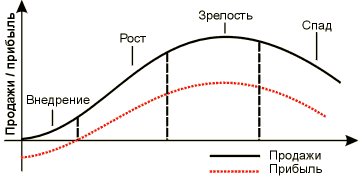 Зрелость
Рост
Спад
Внедрение
Продажи / прибыль
Продажи
Прибыль